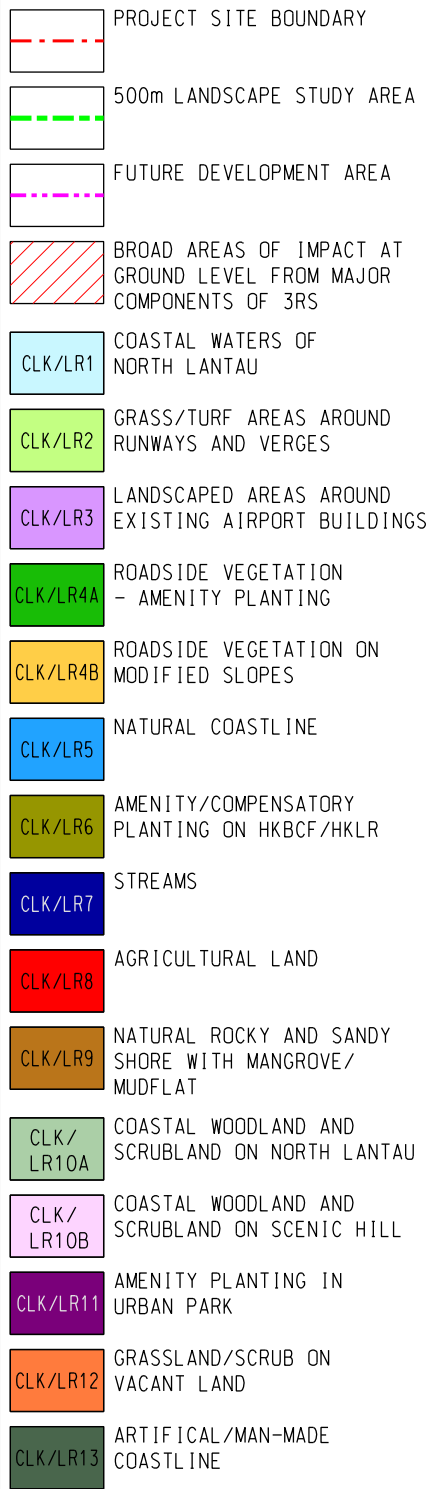 PROJECT SITE BOUNDARY
500m LANDSCAPE STUDY AREA
FUTURE DEVELOPMENT AREA
BROAD AREAS OF IMPACT AT
GROUND LEVEL FROM MAJOR
COMPONENTS OF 3RS
CLK/LR1
COASTAL WATERS OF
NORTH LANTAU
CLK/LR2
GRASS/TURF AREAS AROUND
RUNWAYS AND VERGES
CLK/LR3
LANDSCAPED AREAS AROUND
EXISTING AIRPORT BUILDINGS
CLK/LR4A
ROADSIDE VEGETATION
- AMENITY PLANTING
CLK/LR4B
ROADSIDE VEGETATION ON
MODIFIED SLOPES
CLK/LR5
NATURAL COASTLINE
CLK/LR6
AMENITY/COMPENSATORY
PLANTING ON HKBCF/HKLR
CLK/LR7
STREAMS
CLK/LR8
AGRICULTURAL LAND
CLK/LR9
NATURAL ROCKY AND SANDY
SHORE WITH MANGROVE/
MUDFLAT
CLK/
LR10A
COASTAL WOODLAND AND
SCRUBLAND ON NORTH LANTAU
CLK/
LR10B
COASTAL WOODLAND AND
SCRUBLAND ON SCENIC HILL
CLK/LR11
AMENITY PLANTING IN
URBAN PARK
CLK/LR12
GRASSLAND/SCRUB ON
VACANT LAND
CLK/LR13
ARTIFICAL/MAN-MADE
COASTLINE